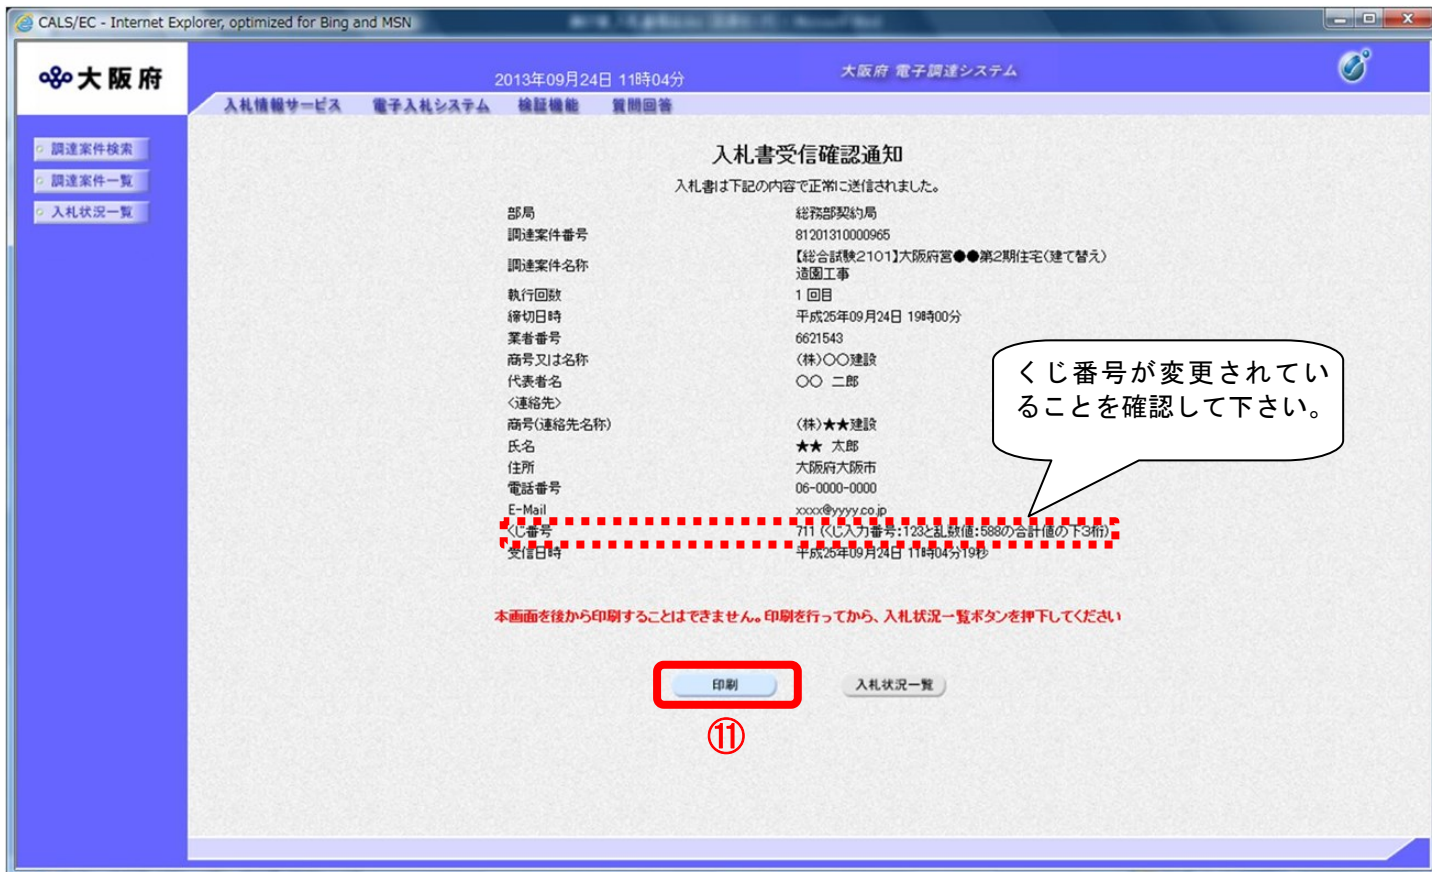 CALS/EC - Internet Explorer, optimized for Bing and MSN
大阪府
2013年09月24日 11時04分
大阪府 電子調達システム
入札情報サービス 電子入札システム 検証機能 質問回答
調達案件検索
調達案件一覧
入札状況一覧
入札書受信確認通知
入札書は下記の内容で正常に送信されました。
部局 総務部契約局
調達案件番号 81201310000965
調達案件名称 【総合試験2101】大阪府営●●第2期住宅(建て替え)
造園工事
執行回数 1 回目
締切日時 平成25年09月24日 19時00分
業者番号 6621543
商号又は名称 (株)○○建設
代表者名 ○○ 二郎
<連絡先>
商号(連絡先名称) (株)★★建設
氏名 ★★ 太郎
住所 大阪府大阪市
電話番号 06-0000-0000
E-Mail xxxx@yyyy.co.jp
くじ番号 711 (くじ入力番号:123と乱数値:588の合計値の下3桁)
受信日時 平成25年09月24日 11時04分19秒
くじ番号が変更されてい
ることを確認して下さい。
本画面を後から印刷することはできません。印刷を行ってから、入札状況一覧ボタンを押下してください
印刷 入札状況一覧
⑪